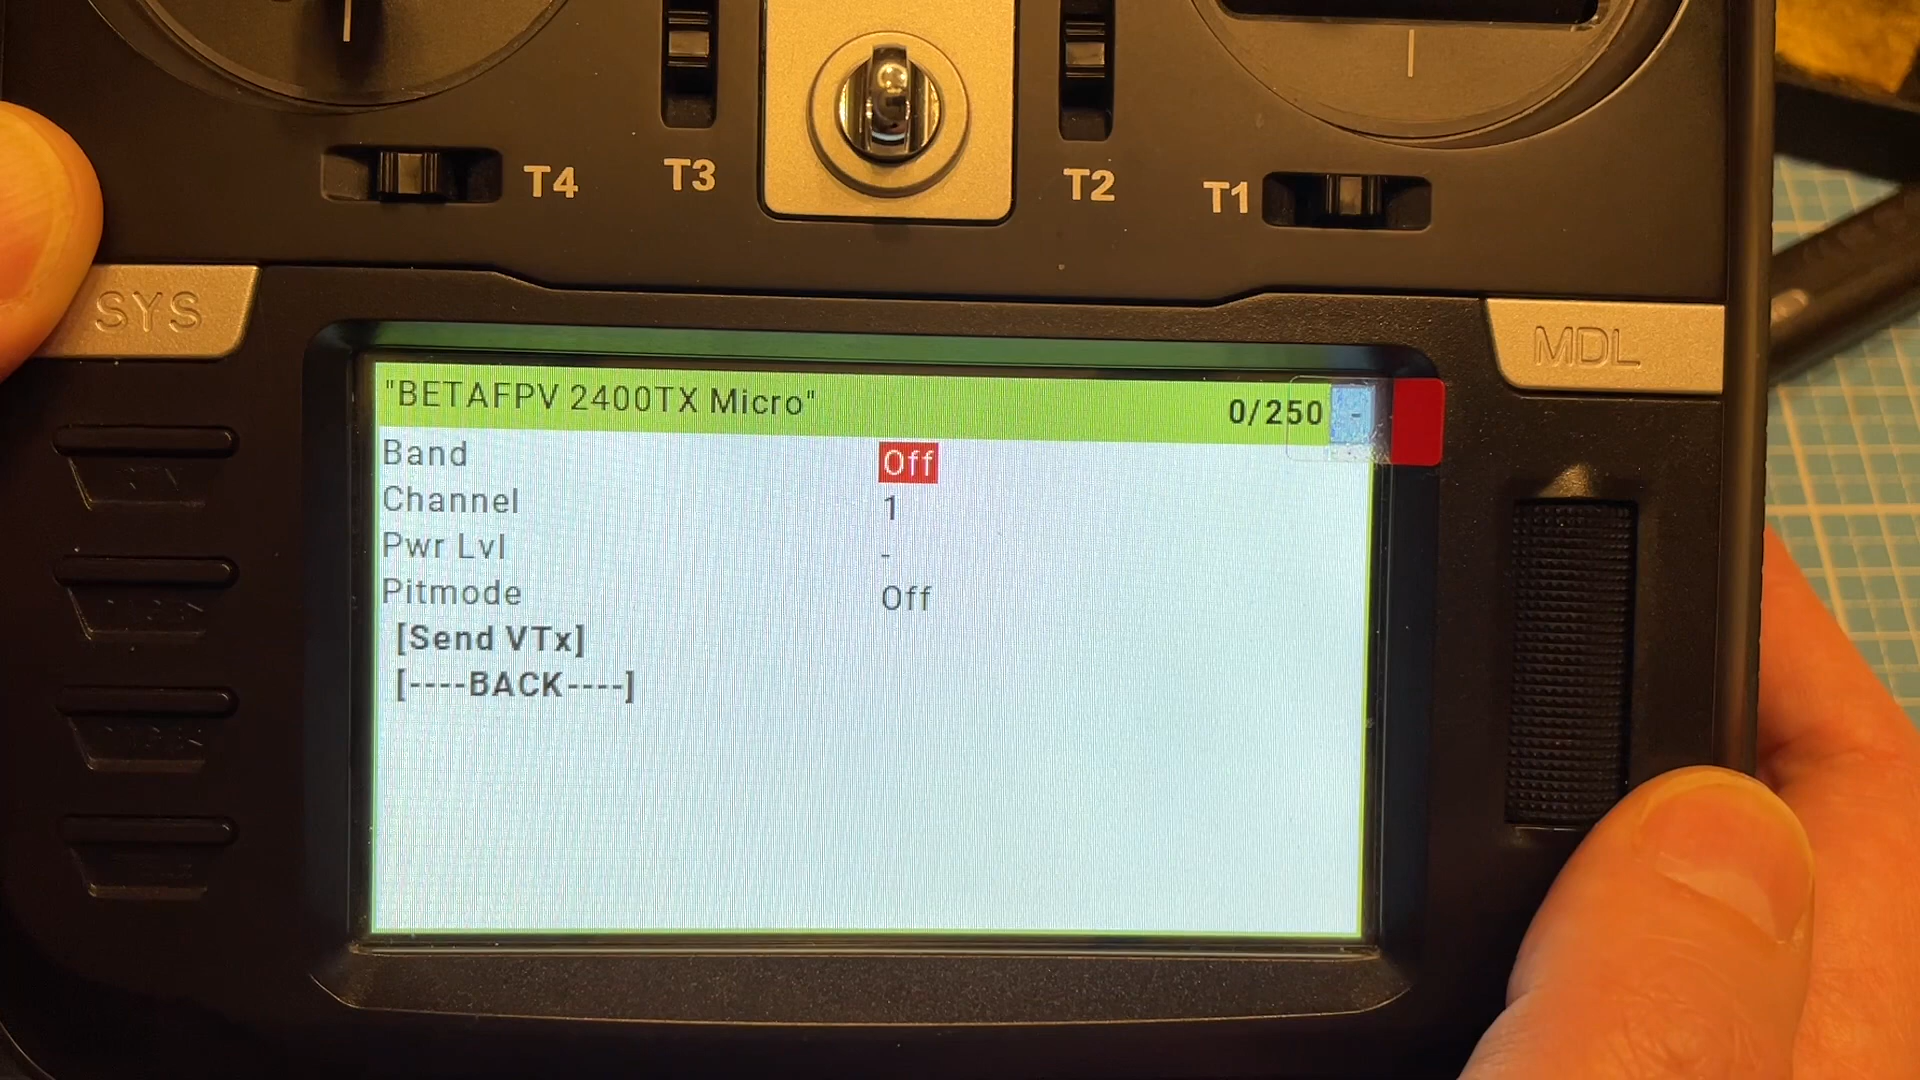 T4
T3
T2
T1
SYS
MDL
"BETAFPV 2400TX Micro"
0/250
-
Band
Off
Channel
1
Pwr Lvl
-
Pitmode
Off
[Send VTx]
[----BACK----]